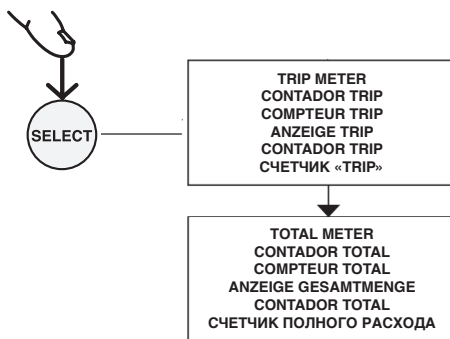 SELECT
TRIP METER
CONTADOR TRIP
COMPTEUR TRIP
ANZEIGE TRIP
CONTADOR TRIP
СЧЕТЧИК «TRIP»
TOTAL METER
CONTADOR TOTAL
COMPTEUR TOTAL
ANZEIGE GESAMTMENGE
CONTADOR TOTAL
СЧЕТЧИК ПОЛНОГО РАСХОДА